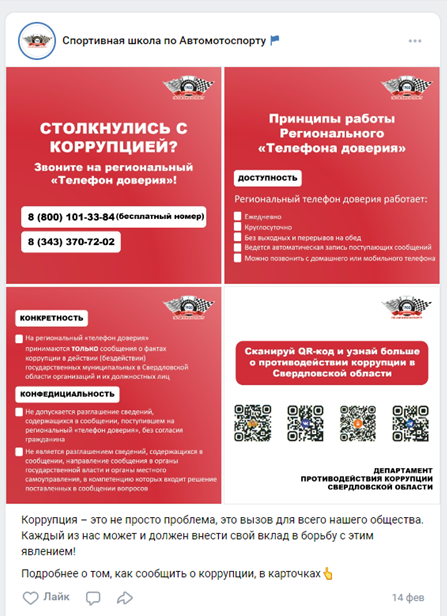 Спортивная школа по Автомотоспорту
СТОЛКНУЛИСЬ С
КОРРУПЦИЕЙ?
Звоните на региональный
«Телефон доверия»!
8 (800) 101-33-84 (бесплатный номер)
8 (343) 370-72-02
Принципы работы
Регионального
«Телефона доверия»
ДОСТУПНОСТЬ
Региональный телефон доверия работает:
Ежедневно
Круглосуточно
Без выходных и перерывов на обед
Ведется автоматическая запись поступающих сообщений
Можно позвонить с домашнего или мобильного телефона
КОНКРЕТНОСТЬ
На региональный «телефон доверия»
принимаются ТОЛЬКО сообщения о фактах
коррупции в действии (бездействии)
государственных муниципальных в Свердловской
области организаций и их должностных лиц
КОНФЕДИЦИАЛЬНОСТЬ
Не допускается разглашение сведений,
содержащихся в сообщении, поступившем на
региональный «телефон доверия», без согласия
гражданина
Не является разглашением сведений, содержащихся в
сообщении, направление сообщения в органы
государственной власти и органы местного
самоуправления, в компетенцию которых входит решение
поставленных в сообщении вопросов
Сканируй QR-код и узнай больше
о противодействии коррупции в
Свердловской области
ДЕПАРТАМЕНТ
ПРОТИВОДЕЙСТВИЯ КОРРУПЦИИ
СВЕРДЛОВСКОЙ ОБЛАСТИ
Коррупция – это не просто проблема, это вызов для всего нашего общества.
Каждый из нас может и должен внести свой вклад в борьбу с этим
явлением!
Подробнее о том, как сообщить о коррупции, в карточках👆
Лайк
14 фев